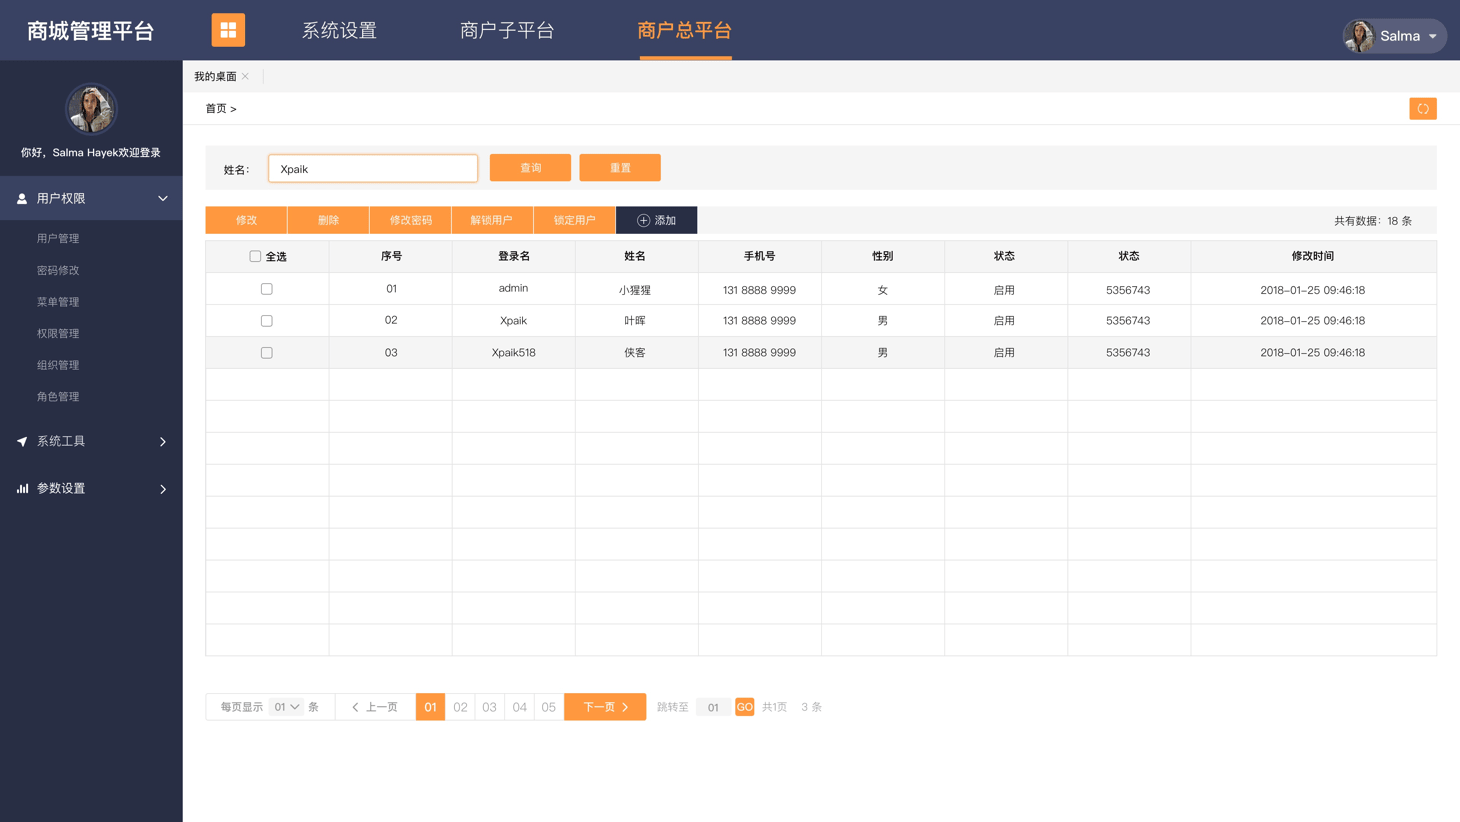 商城管理平台
系统设置
商户子平台
商户总平台
Salma
我的桌面
首页 >
你好，Salma Hayek欢迎登录
用户权限
用户管理
密码修改
菜单管理
权限管理
组织管理
角色管理
系统工具
参数设置
姓名：
Xpaik
查询
重置
修改
删除
修改密码
解锁用户
锁定用户
添加
共有数据：18 条
全选 序号 登录名 姓名 手机号 性别 状态 状态 修改时间
01 admin 小猩猩 131 8888 9999 女 启用 5356743 2018-01-25 09:46:18
02 Xpaik 叶晖 131 8888 9999 男 启用 5356743 2018-01-25 09:46:18
03 Xpaik518 侠客 131 8888 9999 男 启用 5356743 2018-01-25 09:46:18
每页显示 01 条 上一页 01 02 03 04 05 下一页 跳转至 01 GO 共1页 3 条